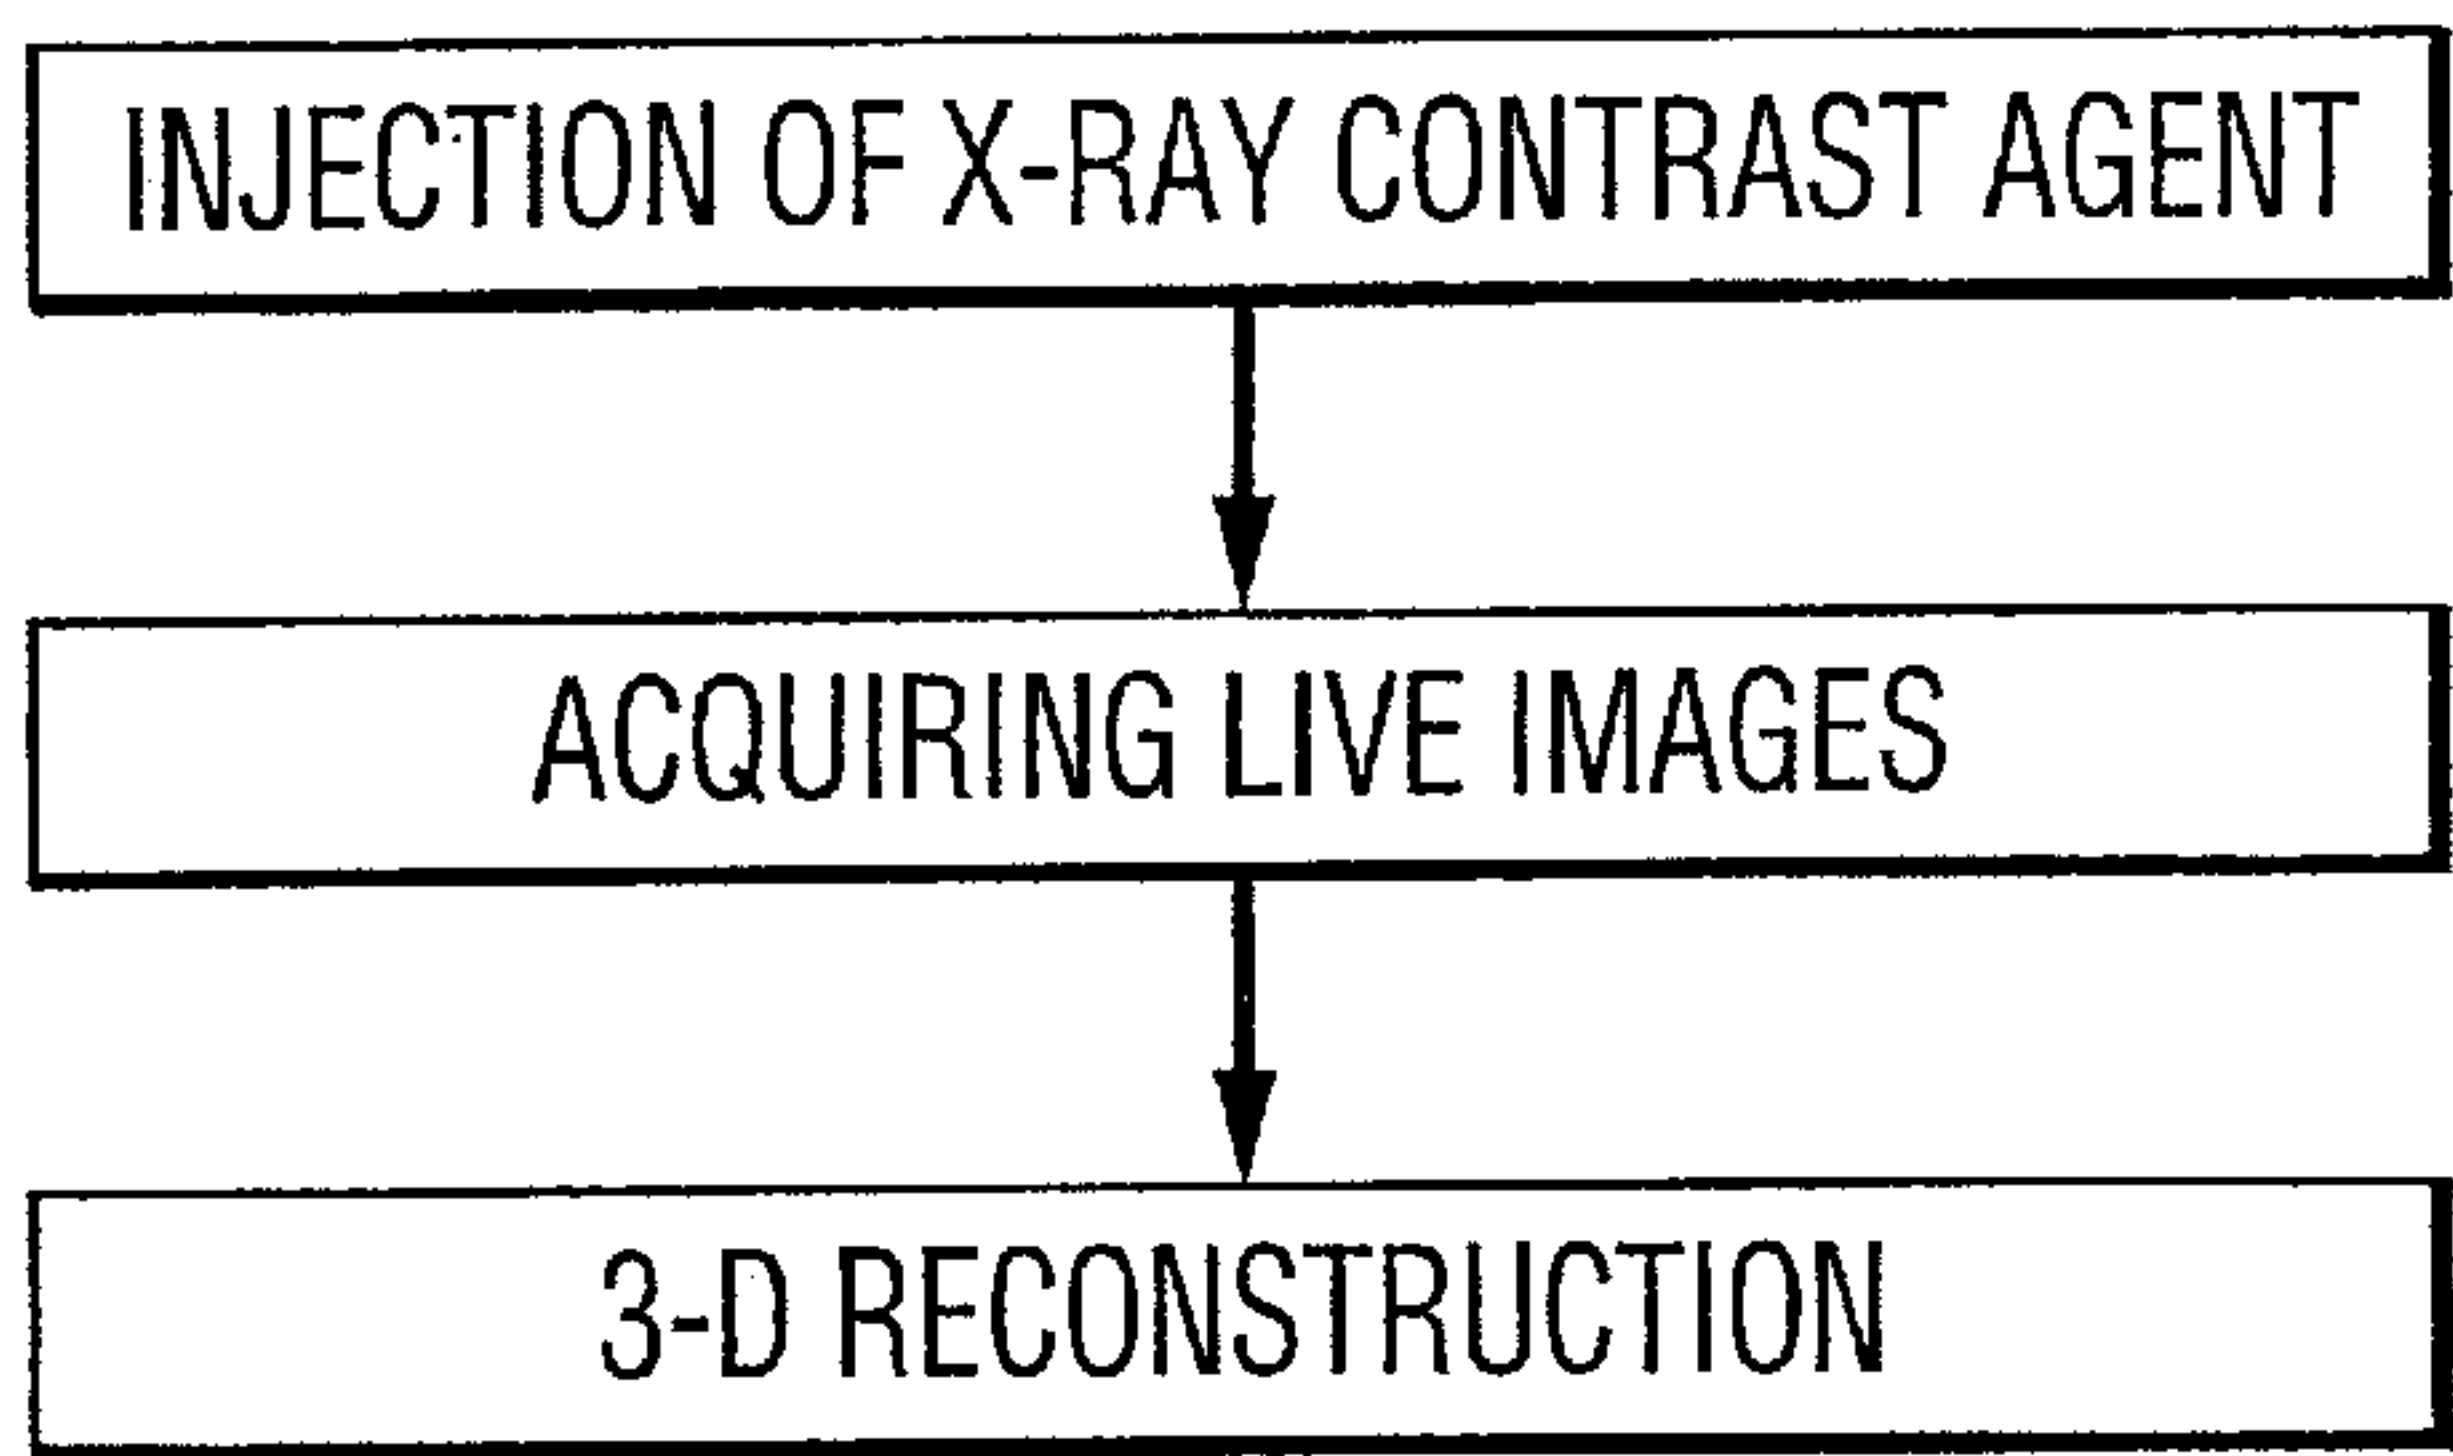 INJECTION OF X-RAY CONTRAST AGENT
ACQUIRING LIVE IMAGES
3-D RECONSTRUCTION